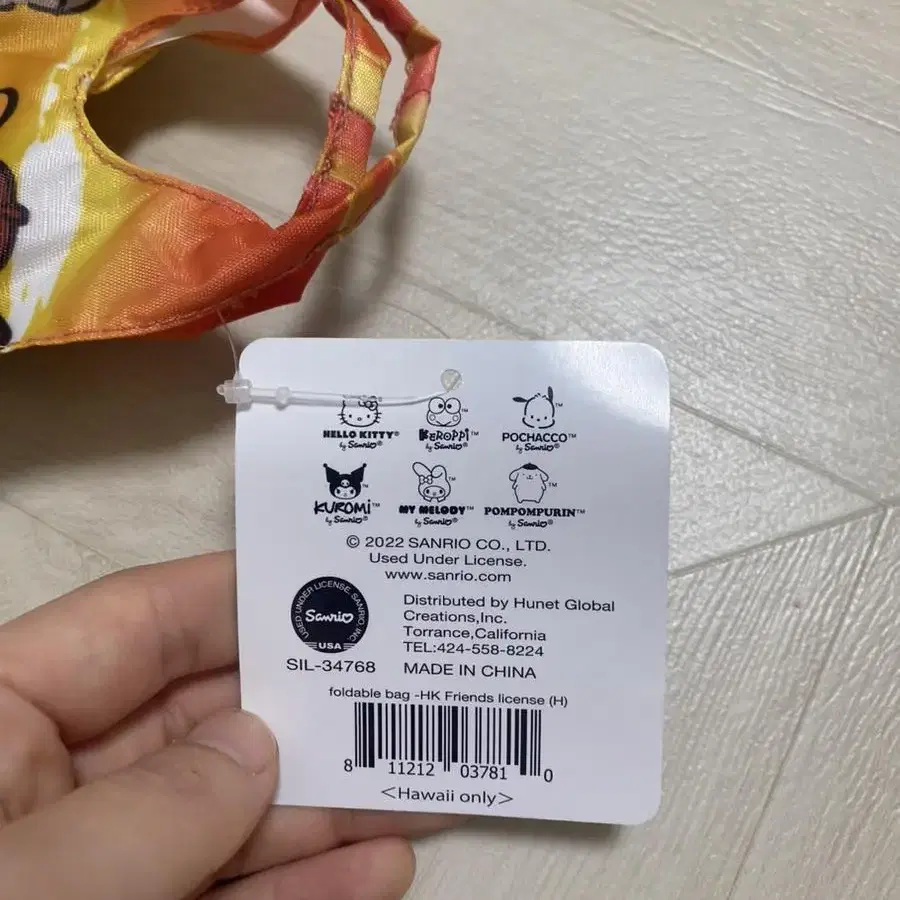 HELLO KITTY®
by Sanrio®
KEROPPI™
by Sanrio®
POCHACCO™
by Sanrio®
KUROMI™
by Sanrio®
MY MELODY™
by Sanrio®
POMPOMPURIN™
by Sanrio®
© 2022 SANRIO CO., LTD.
Used Under License.
www.sanrio.com
USED UNDER LICENSE. SANRIO, INC.
Sanrio
USA
SIL-34768
Distributed by Hunet Global
Creations,Inc.
Torrance,California
TEL:424-558-8224
MADE IN CHINA
foldable bag -HK Friends license (H)
8 11212 03781 0
<Hawaii only>